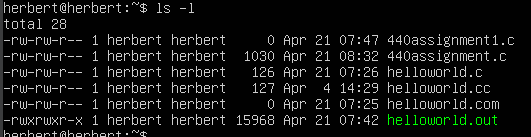 herbert@herbert:~$ ls -l
total 28
-rw-rw-r-- 1 herbert herbert 0 Apr 21 07:47 440assignment1.c
-rw-rw-r-- 1 herbert herbert 1030 Apr 21 08:32 440assignment.c
-rw-rw-r-- 1 herbert herbert 126 Apr 21 07:26 helloworld.c
-rw-rw-r-- 1 herbert herbert 127 Apr 4 14:29 helloworld.cc
-rw-rw-r-- 1 herbert herbert 0 Apr 21 07:25 helloworld.com
-rwxrwxr-x 1 herbert herbert 15968 Apr 21 07:42 helloworld.out
herbert@herbert:~$